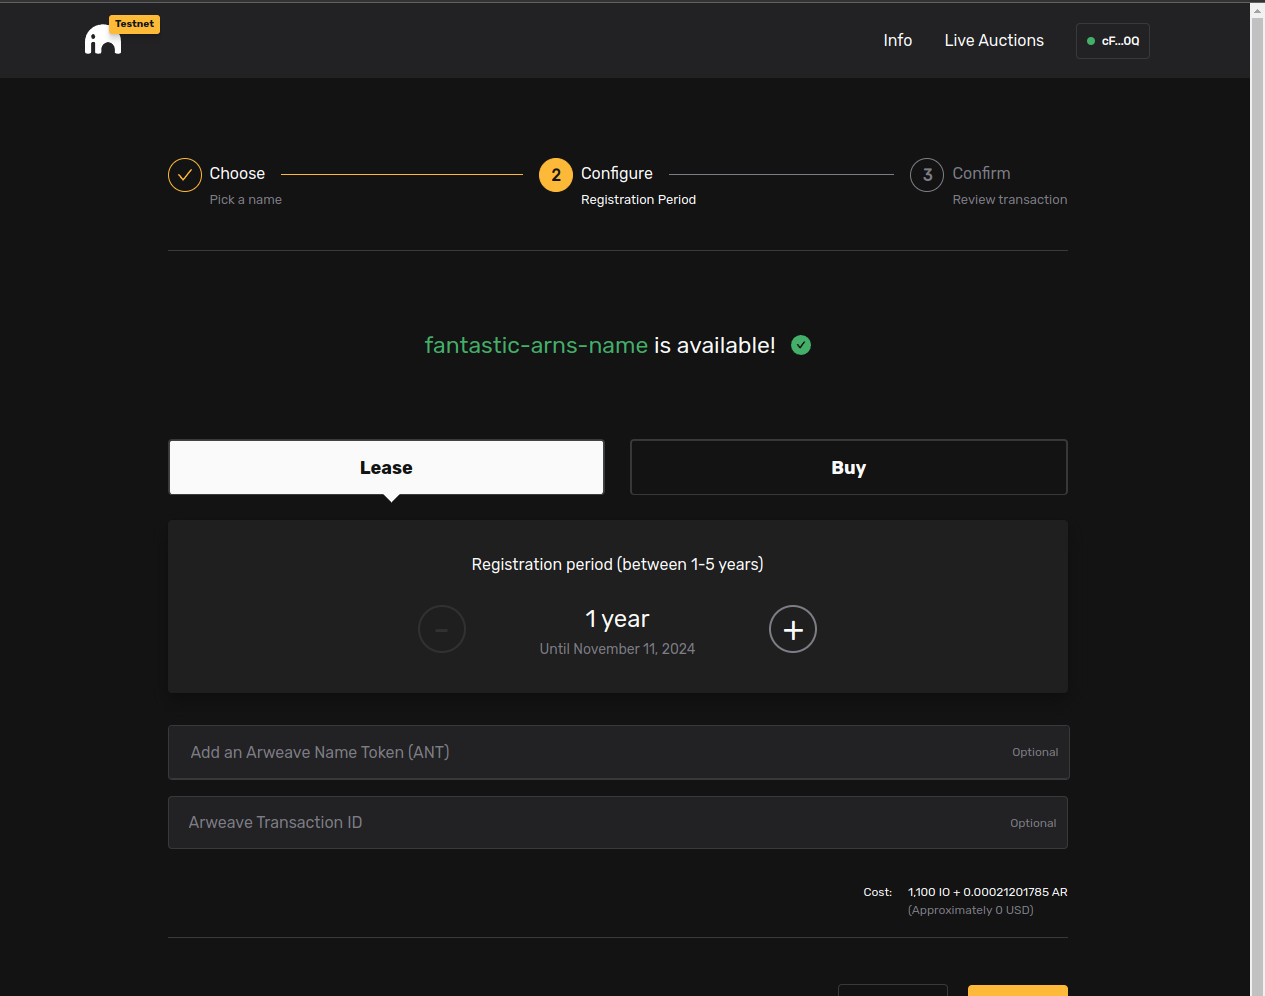 Testnet
Info
Live Auctions
cF...0Q
Choose
Pick a name
2
Configure
Registration Period
3
Confirm
Review transaction
fantastic-arns-name is available!
Lease
Buy
Registration period (between 1-5 years)
−
1 year
+
Until November 11, 2024
Add an Arweave Name Token (ANT)
Optional
Arweave Transaction ID
Optional
Cost: 1,100 IO + 0.00021201785 AR
(Approximately 0 USD)